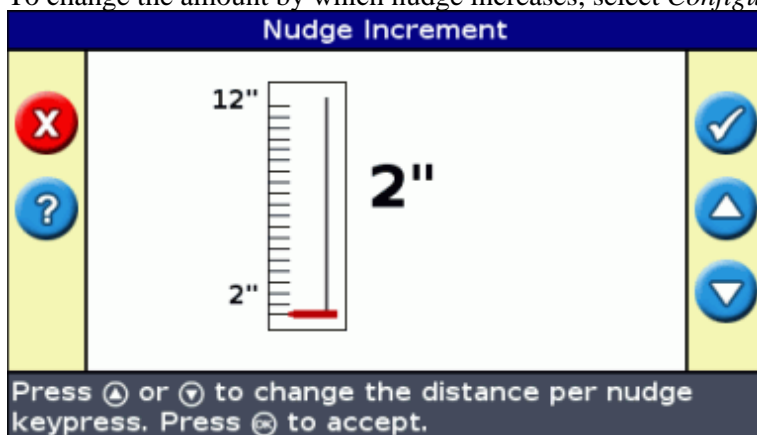 To change the amount by which nudge increases, select
Nudge Increment
12"
2"
2"
Press or to change the distance per nudge
keypress. Press OK to accept.